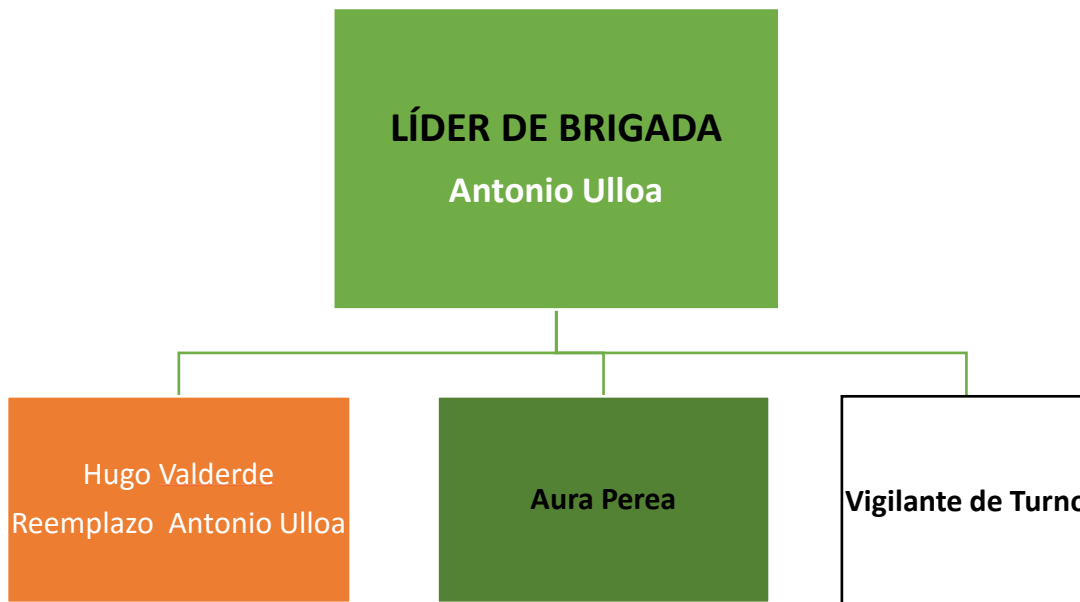 LÍDER DE BRIGADA
Antonio Ulloa
Hugo Valderde
Reemplazo Antonio Ulloa
Aura Perea
Vigilante de Turno